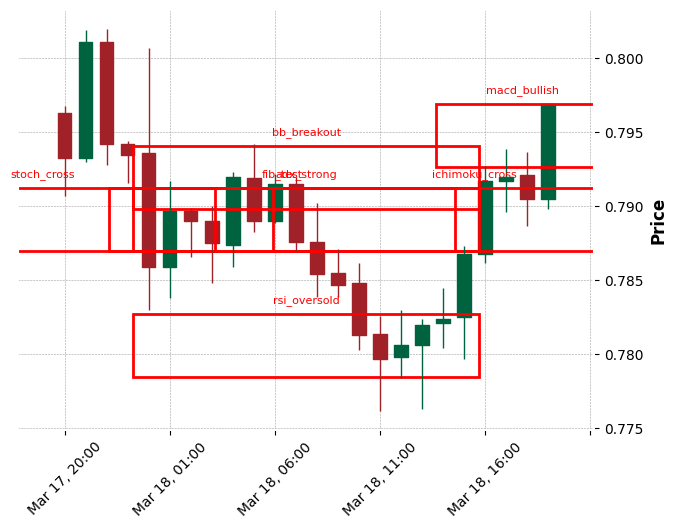 macd_bullish
bb_breakout
stoch_cross
ichimoku_cross
rsi_oversold
0.800
0.795
0.790
0.785
0.780
0.775
Price
Mar 17, 20:00
Mar 18, 01:00
Mar 18, 06:00
Mar 18, 11:00
Mar 18, 16:00